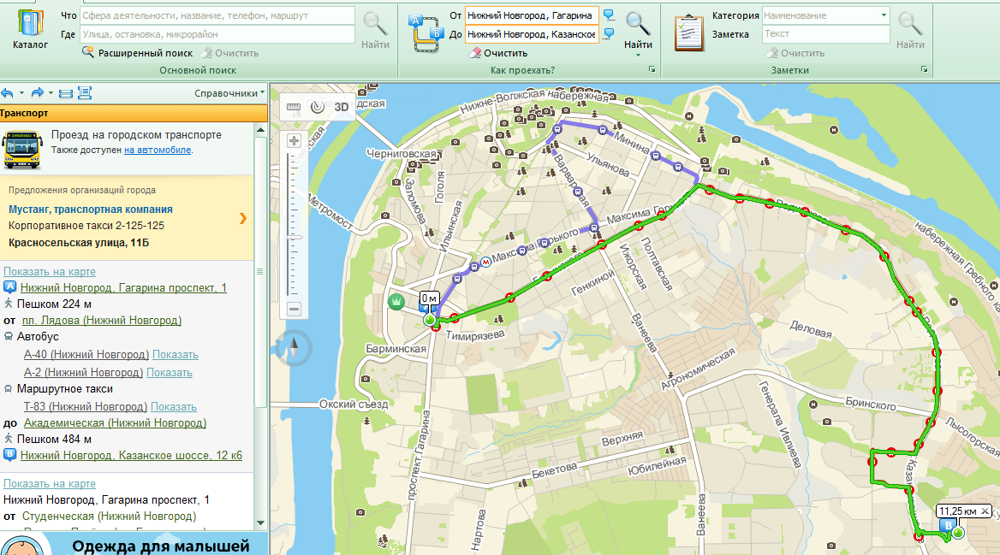 Каталог
Что Сфера деятельности, название, телефон, маршрут
Где Улица, остановка, микрорайон
Расширенный поиск Очистить
Найти
Основной поиск
От Нижний Новгород, Гагарина
До Нижний Новгород, Казанское
Очистить
Найти
Как проехать?
Категория Наименование
Заметка Текст
Очистить
Найти
Заметки
Справочники
Транспорт
Проезд на городском транспорте
Также доступен на автомобиле.
Предложения организаций города
Мустанг, транспортная компания
Корпоративное такси 2-125-125
Красносельская улица, 11Б
Показать на карте
A Нижний Новгород, Гагарина проспект, 1
Пешком 224 м
от пл. Лядова (Нижний Новгород)
Автобус
А-40 (Нижний Новгород) Показать
А-2 (Нижний Новгород) Показать
Маршрутное такси
Т-83 (Нижний Новгород) Показать
до Академическая (Нижний Новгород)
Пешком 484 м
B Нижний Новгород, Казанское шоссе, 12 к6
Показать на карте
Нижний Новгород, Гагарина проспект, 1
от Студенческая (Нижний Новгород)
Одежда для малышей
3D
Нижне-Волжская набережная
Черниговская
Минина
Ульянова
Варварская
Гоголя
Заломова
Ильинская
Метромост
Максима Горького
Максима Гор
набережная Гребного ка
Полтавская
Ижорская
Генкиной
0 м
Тимирязева
Барминская
Ванеева
Деловая
Агрономическая
Окский съезд
Бринского
Генерала Ивлиева
Лысогорская
проспект Гагарина
Верхняя
Бекетова
Юбилейная
Каза
Ванеева
Нартова
11,25 км
B